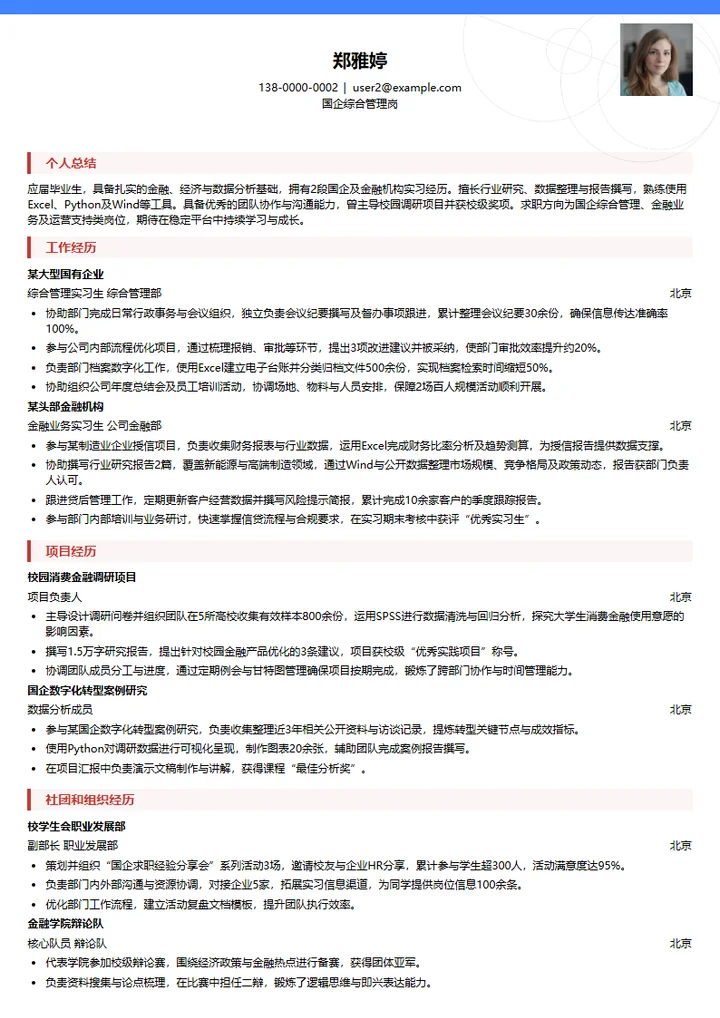 郑雅婷
138-0000-0002 | user2@example.com
国企综合管理岗
个人总结
应届毕业生，具备扎实的金融、经济与数据分析基础，拥有2段国企及金融机构实习经历。擅长行业研究、数据整理与报告撰写，熟练使用
Excel、Python及Wind等工具。具备优秀的团队协作与沟通能力，曾主导校园调研项目并获校级奖项。求职方向为国企综合管理、金融业
务及运营支持类岗位，期待在稳定平台中持续学习与成长。
工作经历
某大型国有企业
综合管理实习生 综合管理部 北京
• 协助部门完成日常行政事务与会议组织，独立负责会议纪要撰写及督办事项跟进，累计整理会议纪要30余份，确保信息传达准确率
100%。
• 参与公司内部流程优化项目，通过梳理报销、审批等环节，提出3项改进建议并被采纳，使部门审批效率提升约20%。
• 负责部门档案数字化工作，使用Excel建立电子台账并分类归档文件500余份，实现档案检索时间缩短50%。
• 协助组织公司年度总结会及员工培训活动，协调场地、物料与人员安排，保障2场百人规模活动顺利开展。
某头部金融机构
金融业务实习生 公司金融部 北京
• 参与某制造业企业授信项目，负责收集财务报表与行业数据，运用Excel完成财务比率分析及趋势测算，为授信报告提供数据支撑。
• 协助撰写行业研究报告2篇，覆盖新能源与高端制造领域，通过Wind与公开数据整理市场规模、竞争格局及政策动态，报告获部门负责
人认可。
• 跟进贷后管理工作，定期更新客户经营数据并撰写风险提示简报，累计完成10余家客户的季度跟踪报告。
• 参与部门内部培训与业务研讨，快速掌握信贷流程与合规要求，在实习期末考核中获评“优秀实习生”。
项目经历
校园消费金融调研项目
项目负责人 北京
• 主导设计调研问卷并组织团队在5所高校收集有效样本800余份，运用SPSS进行数据清洗与回归分析，探究大学生消费金融使用意愿的
影响因素。
• 撰写1.5万字研究报告，提出针对校园金融产品优化的3条建议，项目获校级“优秀实践项目”称号。
• 协调团队成员分工与进度，通过定期例会与甘特图管理确保项目按期完成，锻炼了跨部门协作与时间管理能力。
国企数字化转型案例研究
数据分析成员 北京
• 参与某国企数字化转型案例研究，负责收集整理近3年相关公开资料与访谈记录，提炼转型关键节点与成效指标。
• 使用Python对调研数据进行可视化呈现，制作图表20余张，辅助团队完成案例报告撰写。
• 在项目汇报中负责演示文稿制作与讲解，获得课程“最佳分析奖”。
社团和组织经历
校学生会职业发展部
副部长 职业发展部 北京
• 策划并组织“国企求职经验分享会”系列活动3场，邀请校友与企业HR分享，累计参与学生超300人，活动满意度达95%。
• 负责部门内外部沟通与资源协调，对接企业5家，拓展实习信息渠道，为同学提供岗位信息100余条。
• 优化部门工作流程，建立活动复盘文档模板，提升团队执行效率。
金融学院辩论队
核心队员 辩论队 北京
• 代表学院参加校级辩论赛，围绕经济政策与金融热点进行备赛，获得团体亚军。
• 负责资料搜集与论点梳理，在比赛中担任二辩，锻炼了逻辑思维与即兴表达能力。